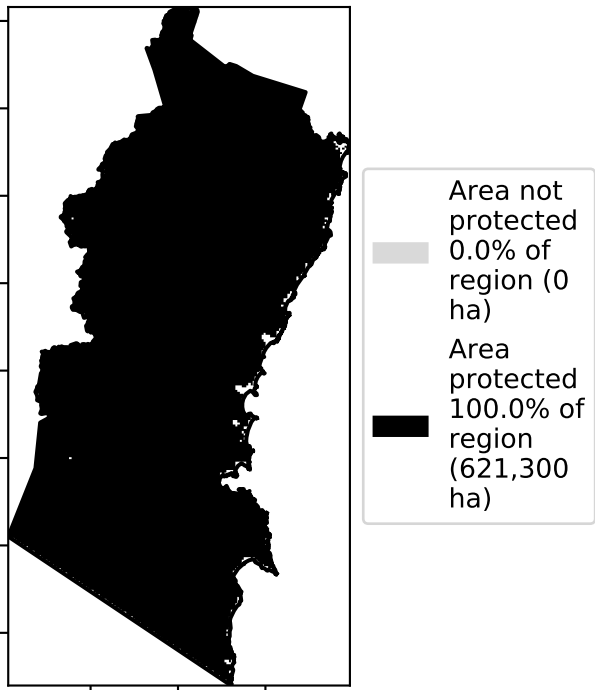 Area not
protected
0.0% of
region (0
ha)
Area
protected
100.0% of
region
(621,300
ha)